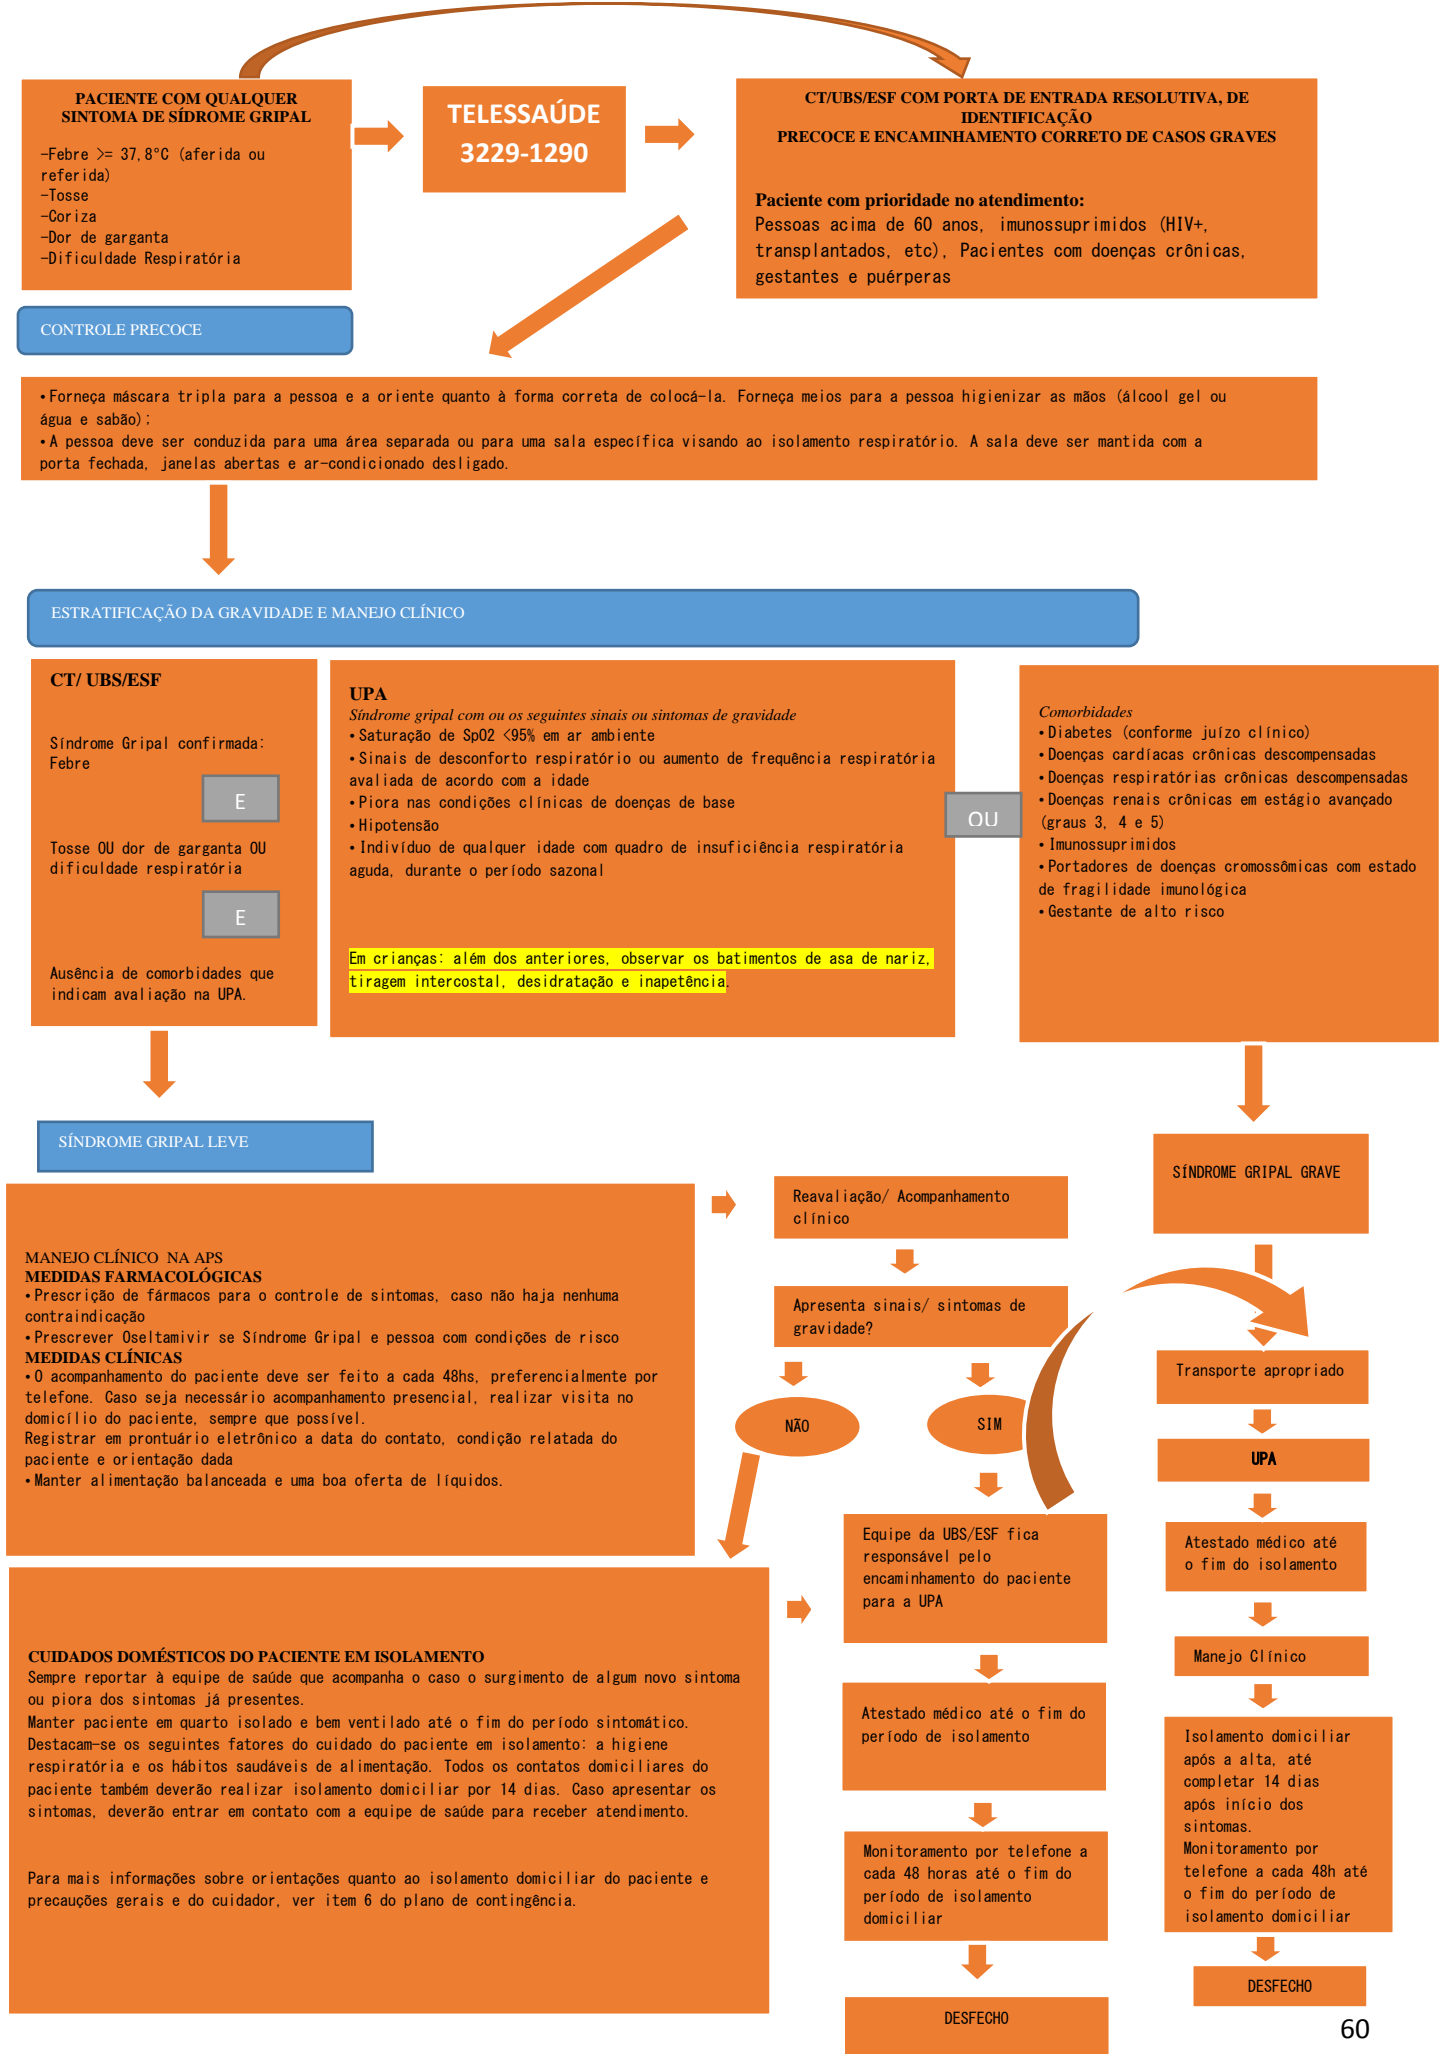 PACIENTE COM QUALQUER
SINTOMA DE SÍDROME GRIPAL
-Febre >= 37,8°C (aferida ou
referida)
-Tosse
-Coriza
-Dor de garganta
-Dificuldade Respiratória
TELESSAÚDE
3229-1290
CT/UBS/ESF COM PORTA DE ENTRADA RESOLUTIVA, DE
IDENTIFICAÇÃO
PRECOCE E ENCAMINHAMENTO CORRETO DE CASOS GRAVES
Paciente com prioridade no atendimento:
Pessoas acima de 60 anos, imunossuprimidos (HIV+,
transplantados, etc), Pacientes com doenças crônicas,
gestantes e puérperas
CONTROLE PRECOCE
•Forneça máscara tripla para a pessoa e a oriente quanto à forma correta de colocá-la. Forneça meios para a pessoa higienizar as mãos (álcool gel ou
água e sabão);
•A pessoa deve ser conduzida para uma área separada ou para uma sala específica visando ao isolamento respiratório. A sala deve ser mantida com a
porta fechada, janelas abertas e ar-condicionado desligado.
ESTRATIFICAÇÃO DA GRAVIDADE E MANEJO CLÍNICO
CT/ UBS/ESF
Síndrome Gripal confirmada:
Febre
E
Tosse OU dor de garganta OU
dificuldade respiratória
E
Ausência de comorbidades que
indicam avaliação na UPA.
UPA
Síndrome gripal com ou os seguintes sinais ou sintomas de gravidade
•Saturação de SpO2 <95% em ar ambiente
•Sinais de desconforto respiratório ou aumento de frequência respiratória
avaliada de acordo com a idade
•Piora nas condições clínicas de doenças de base
•Hipotensão
•Indivíduo de qualquer idade com quadro de insuficiência respiratória
aguda, durante o período sazonal
Em crianças: além dos anteriores, observar os batimentos de asa de nariz,
tiragem intercostal, desidratação e inapetência.
OU
Comorbidades
•Diabetes (conforme juízo clínico)
•Doenças cardíacas crônicas descompensadas
•Doenças respiratórias crônicas descompensadas
•Doenças renais crônicas em estágio avançado
(graus 3, 4 e 5)
•Imunossuprimidos
•Portadores de doenças cromossômicas com estado
de fragilidade imunológica
•Gestante de alto risco
SÍNDROME GRIPAL LEVE
MANEJO CLÍNICO  NA APS
MEDIDAS FARMACOLÓGICAS
•Prescrição de fármacos para o controle de sintomas, caso não haja nenhuma
contraindicação
•Prescrever Oseltamivir se Síndrome Gripal e pessoa com condições de risco
MEDIDAS CLÍNICAS
•O acompanhamento do paciente deve ser feito a cada 48hs, preferencialmente por
telefone. Caso seja necessário acompanhamento presencial, realizar visita no
domicílio do paciente, sempre que possível.
Registrar em prontuário eletrônico a data do contato, condição relatada do
paciente e orientação dada
•Manter alimentação balanceada e uma boa oferta de líquidos.
Reavaliação/ Acompanhamento
clínico
Apresenta sinais/ sintomas de
gravidade?
NÃO
SIM
Equipe da UBS/ESF fica
responsável pelo
encaminhamento do paciente
para a UPA
Atestado médico até o fim do
período de isolamento
Monitoramento por telefone a
cada 48 horas até o fim do
período de isolamento
domiciliar
DESFECHO
CUIDADOS DOMÉSTICOS DO PACIENTE EM ISOLAMENTO
Sempre reportar à equipe de saúde que acompanha o caso o surgimento de algum novo sintoma
ou piora dos sintomas já presentes.
Manter paciente em quarto isolado e bem ventilado até o fim do período sintomático.
Destacam-se os seguintes fatores do cuidado do paciente em isolamento: a higiene
respiratória e os hábitos saudáveis de alimentação. Todos os contatos domiciliares do
paciente também deverão realizar isolamento domiciliar por 14 dias. Caso apresentar os
sintomas, deverão entrar em contato com a equipe de saúde para receber atendimento.
Para mais informações sobre orientações quanto ao isolamento domiciliar do paciente e
precauções gerais e do cuidador, ver item 6 do plano de contingência.
SÍNDROME GRIPAL GRAVE
Transporte apropriado
UPA
Atestado médico até
o fim do isolamento
Manejo Clínico
Isolamento domiciliar
após a alta, até
completar 14 dias
após início dos
sintomas.
Monitoramento por
telefone a cada 48h até
o fim do período de
isolamento domiciliar
DESFECHO
60